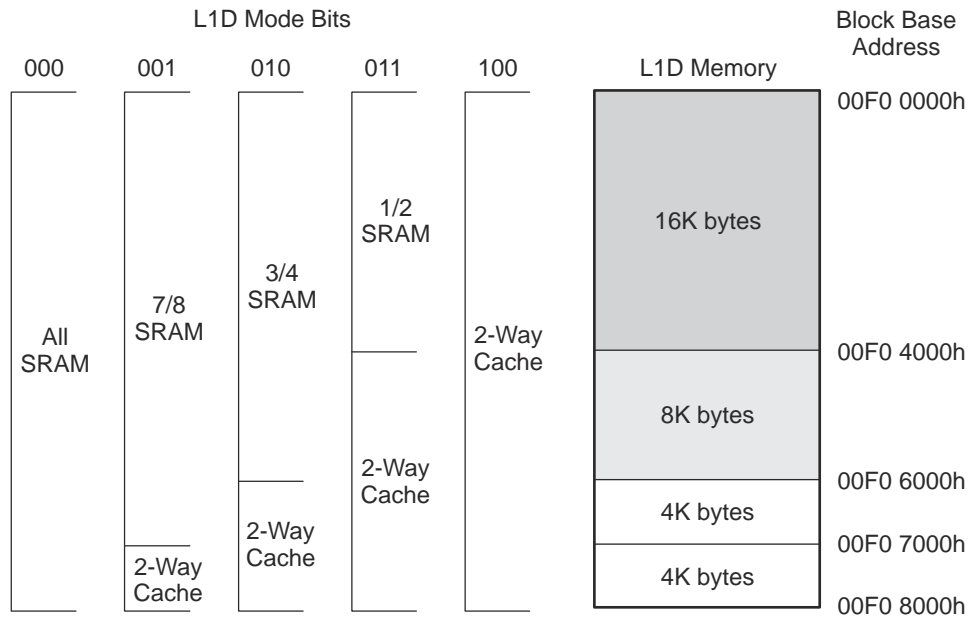 L1D Mode Bits
Block Base
Address
000 001 010 011 100 L1D Memory
00F0 0000h
1/2
SRAM
16K bytes
3/4
SRAM
7/8
SRAM
All
SRAM
2-Way
Cache
00F0 4000h
8K bytes
2-Way
Cache
00F0 6000h
4K bytes
2-Way
Cache
00F0 7000h
2-Way
Cache
4K bytes
00F0 8000h